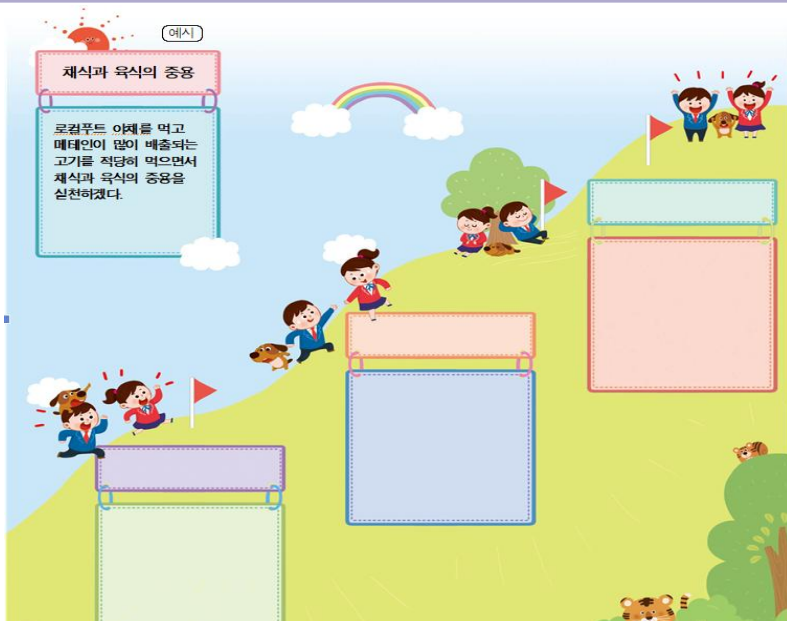 예시
채식과 육식의 중용
로컬푸트 야채를 먹고
메테인이 많이 배출되는
고기를 적당히 먹으면서
채식과 육식의 중용을
실천하겠다.